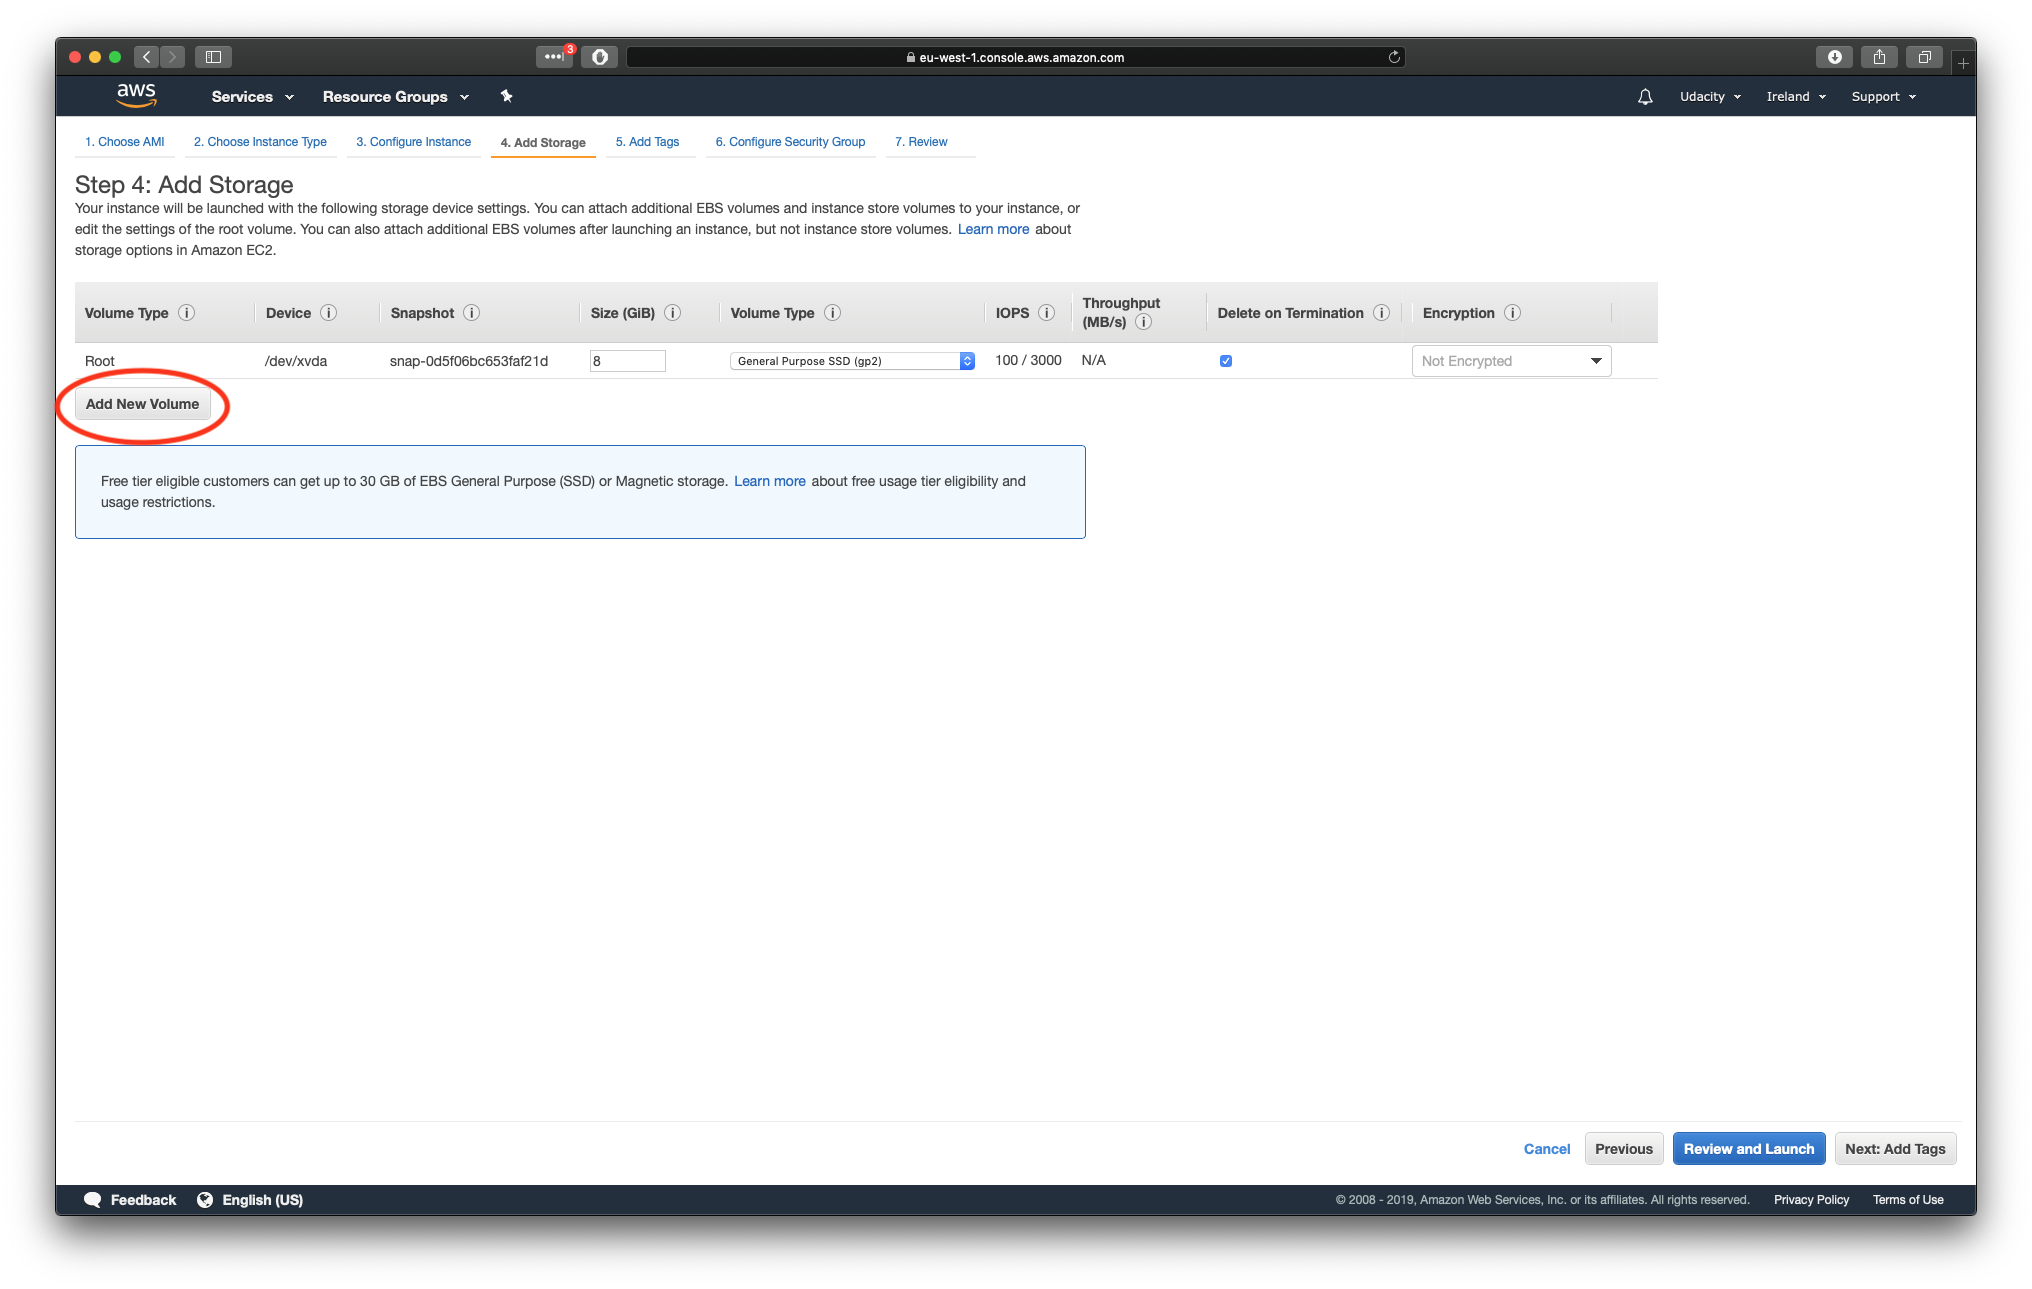 3
eu-west-1.console.aws.amazon.com
aws Services Resource Groups Udacity Ireland Support
1. Choose AMI 2. Choose Instance Type 3. Configure Instance 4. Add Storage 5. Add Tags 6. Configure Security Group 7. Review
Step 4: Add Storage
Your instance will be launched with the following storage device settings. You can attach additional EBS volumes and instance store volumes to your instance, or
edit the settings of the root volume. You can also attach additional EBS volumes after launching an instance, but not instance store volumes. Learn more about
storage options in Amazon EC2.
Volume Type i Device i Snapshot i Size (GiB) i Volume Type i IOPS i Throughput (MB/s) i Delete on Termination i Encryption i
Root /dev/xvda snap-0d5f06bc653faf21d 8 General Purpose SSD (gp2) 100 / 3000 N/A Not Encrypted
Add New Volume
Free tier eligible customers can get up to 30 GB of EBS General Purpose (SSD) or Magnetic storage. Learn more about free usage tier eligibility and
usage restrictions.
Cancel Previous Review and Launch Next: Add Tags
Feedback English (US) © 2008 - 2019, Amazon Web Services, Inc. or its affiliates. All rights reserved. Privacy Policy Terms of Use